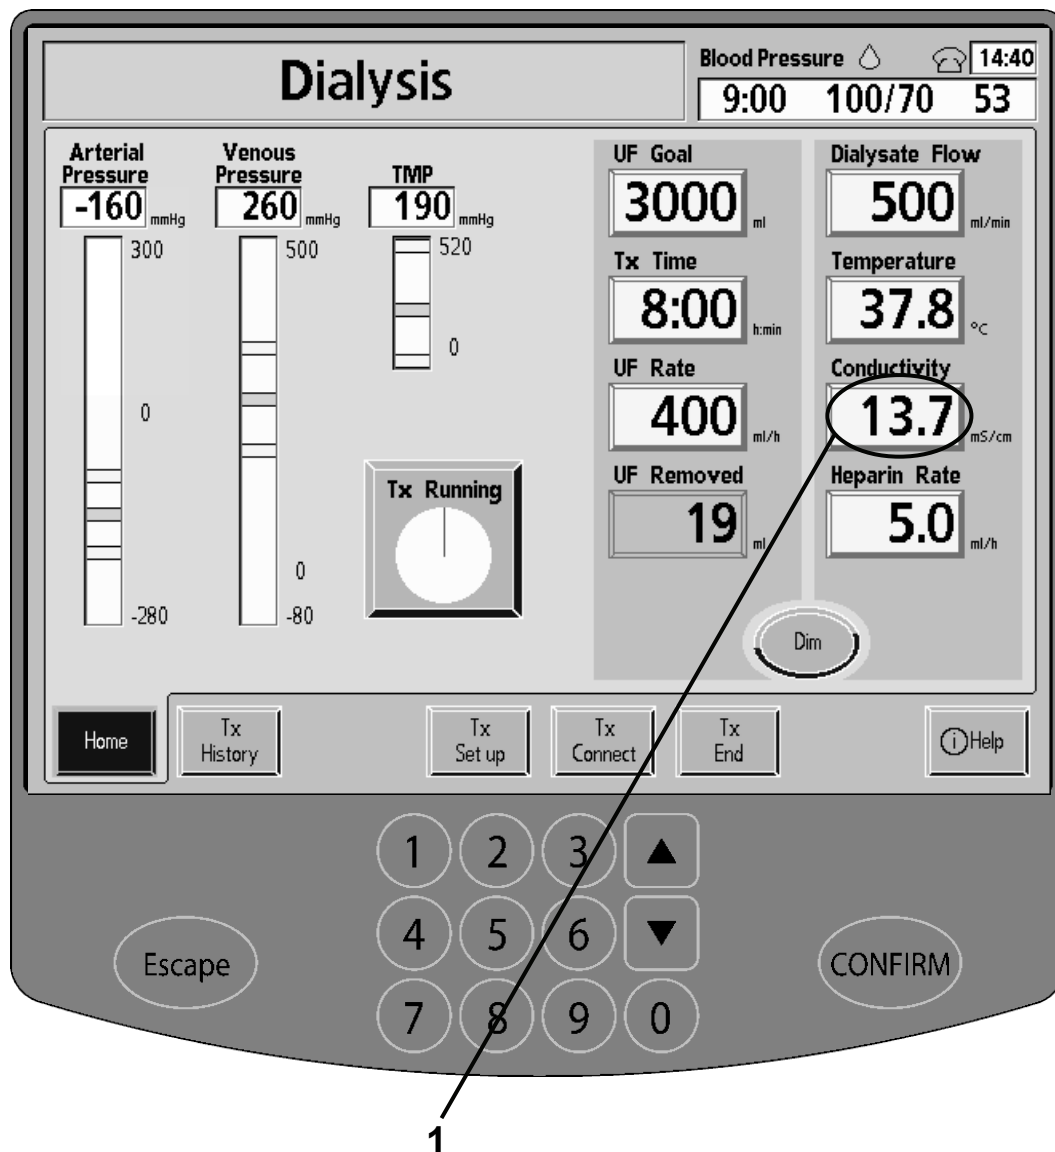 Dialysis
Blood Pressure
14:40
9:00 100/70 53
Arterial
Pressure
-160 mmHg
300
0
-280
Venous
Pressure
260 mmHg
500
0
-80
TMP
190 mmHg
520
0
Tx Running
UF Goal
3000 ml
Tx Time
8:00 h:min
UF Rate
400 ml/h
UF Removed
19 ml
Dialysate Flow
500 ml/min
Temperature
37.8 °C
Conductivity
13.7 mS/cm
Heparin Rate
5.0 ml/h
Dim
Home
Tx
History
Tx
Set up
Tx
Connect
Tx
End
i Help
1 2 3 ▲
4 5 6 ▼
7 8 9 0
Escape
CONFIRM
1